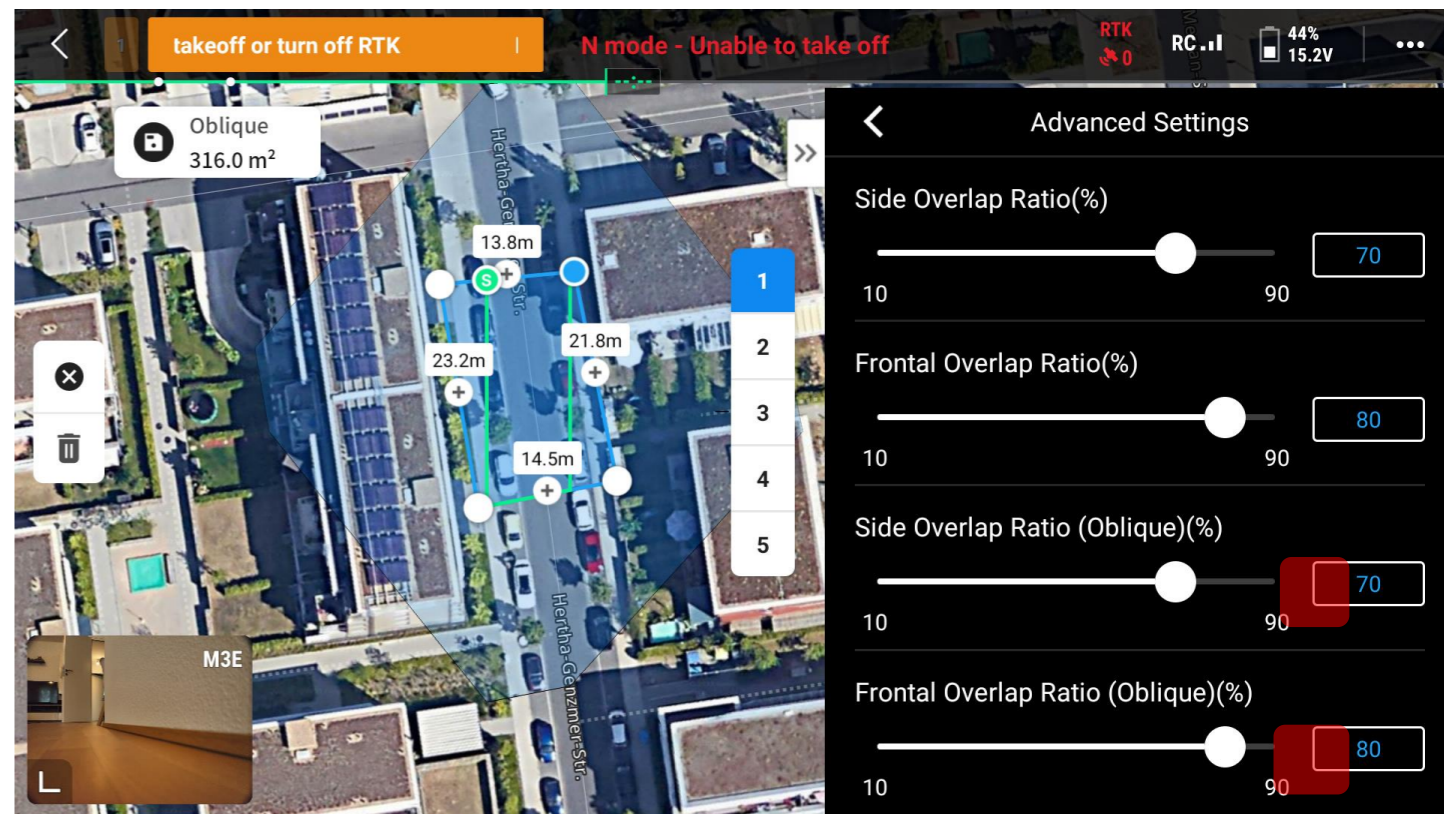 1
takeoff or turn off RTK
N mode - Unable to take off
RTK
0
RC
44%
15.2V
Oblique
316.0 m²
Hertha-Ge
Str.
13.8m
S
23.2m
21.8m
14.5m
Hertha-Genzmer-Str.
1
2
3
4
5
M3E
Advanced Settings
Side Overlap Ratio(%)
70
10
90
Frontal Overlap Ratio(%)
80
10
90
Side Overlap Ratio (Oblique)(%)
70
10
90
Frontal Overlap Ratio (Oblique)(%)
80
10
90